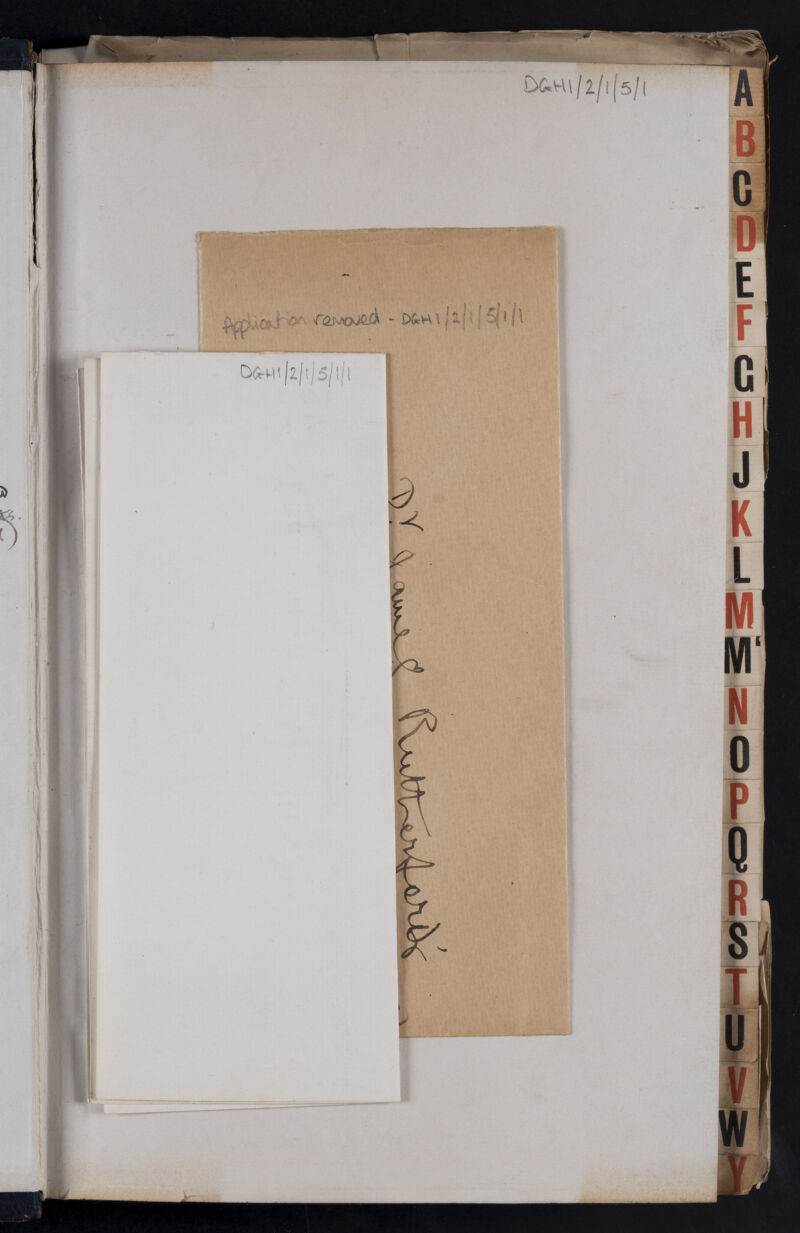 DGH1/2/1/5/1
Application removed - DGH1/2/1/5/1/1
DGH1/2/1/5/1/1
Dr. James Rutherford's
A
B
C
D
E
F
G
H
J
K
L
M
Mʻ
N
O
P
Q
R
S
T
U
V
W
Y